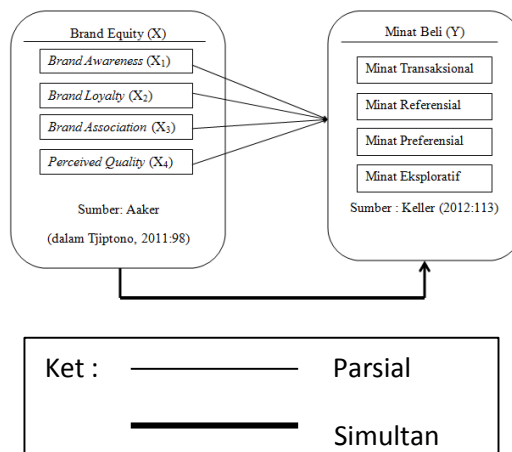 Brand Equity (X)
Brand Awareness (X₁)
Brand Loyalty (X₂)
Brand Association (X₃)
Perceived Quality (X₄)
Sumber: Aaker
(dalam Tjiptono, 2011:98)
Minat Beli (Y)
Minat Transaksional
Minat Referensial
Minat Preferensial
Minat Eksploratif
Sumber : Keller (2012:113)
Ket :
Parsial
Simultan